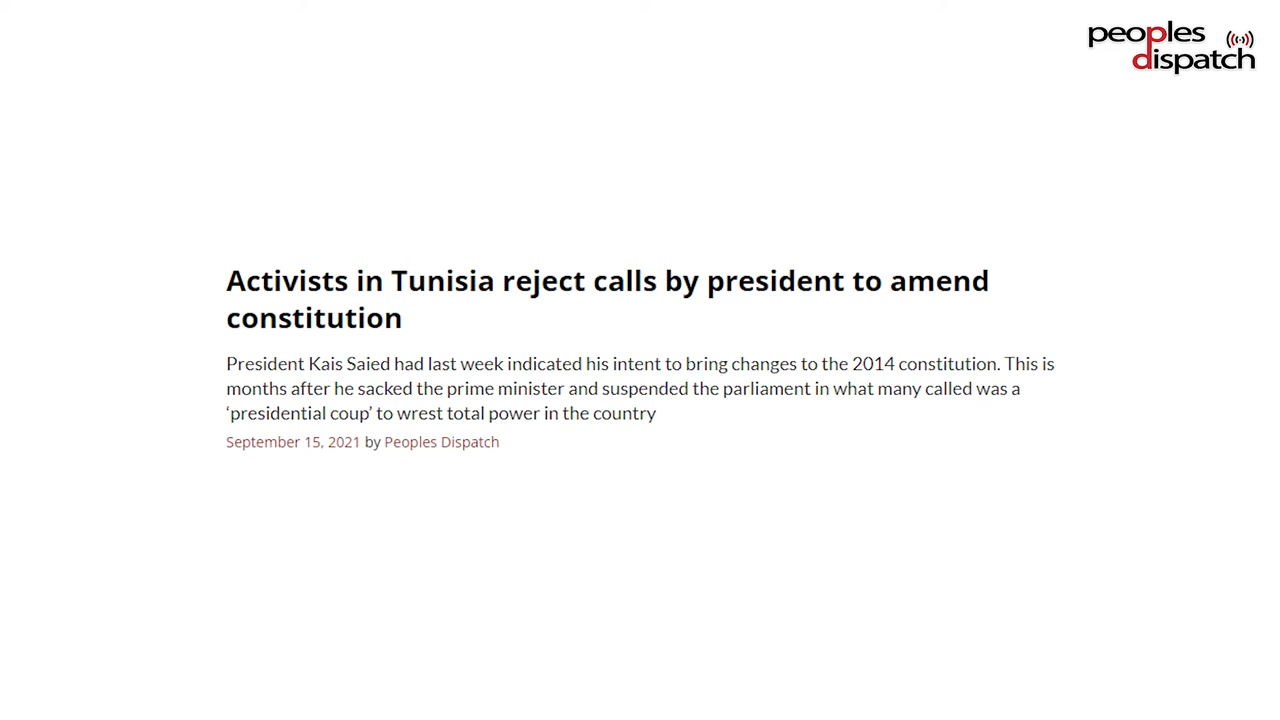 peoples
dispatch
Activists in Tunisia reject calls by president to amend
constitution
President Kais Saied had last week indicated his intent to bring changes to the 2014 constitution. This is
months after he sacked the prime minister and suspended the parliament in what many called was a
‘presidential coup’ to wrest total power in the country
September 15, 2021 by Peoples Dispatch